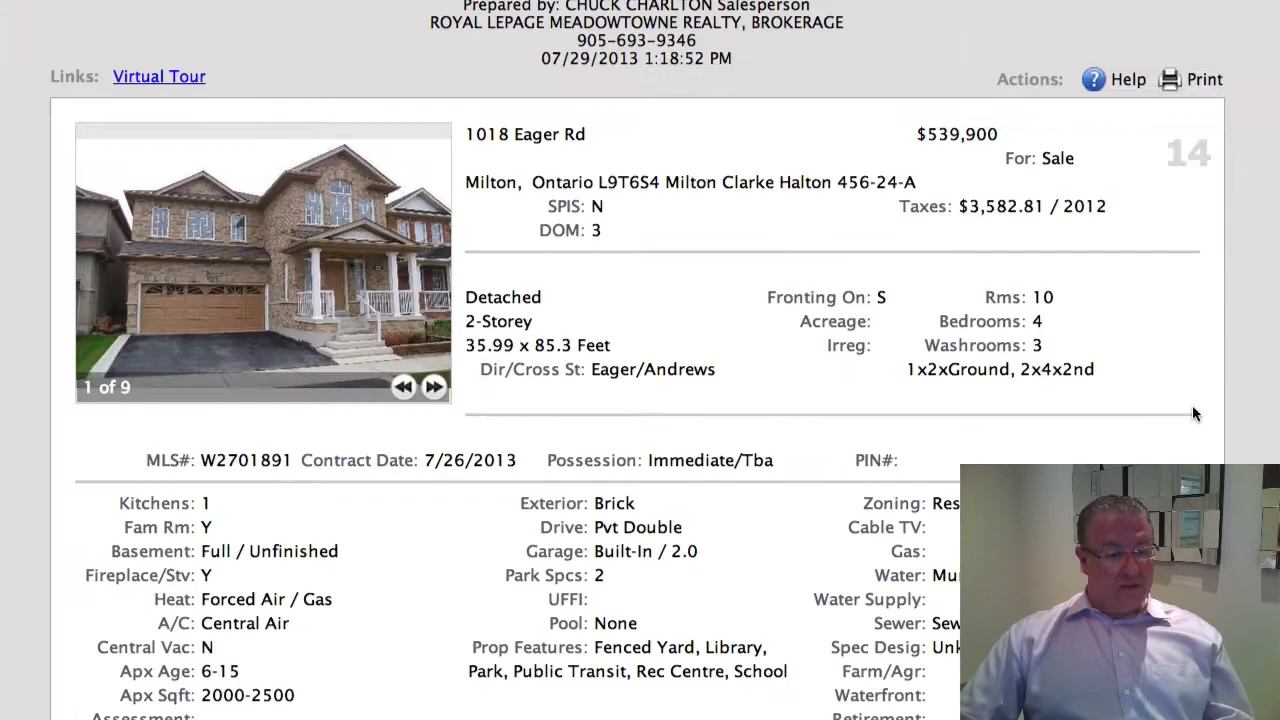 Prepared by: CHUCK CHARLTON Salesperson
ROYAL LEPAGE MEADOWTOWNE REALTY, BROKERAGE
905-693-9346
07/29/2013 1:18:52 PM
Links: Virtual Tour Actions: ? Help Print
1018 Eager Rd $539,900
For: Sale 14
Milton, Ontario L9T6S4 Milton Clarke Halton 456-24-A
SPIS: N Taxes: $3,582.81 / 2012
DOM: 3
Detached Fronting On: S Rms: 10
2-Storey Acreage: Bedrooms: 4
35.99 x 85.3 Feet Irreg: Washrooms: 3
Dir/Cross St: Eager/Andrews 1x2xGround, 2x4x2nd
1 of 9
MLS#: W2701891 Contract Date: 7/26/2013 Possession: Immediate/Tba PIN#:
Kitchens: 1 Exterior: Brick Zoning: Res
Fam Rm: Y Drive: Pvt Double Cable TV:
Basement: Full / Unfinished Garage: Built-In / 2.0 Gas:
Fireplace/Stv: Y Park Spcs: 2 Water: Mu
Heat: Forced Air / Gas UFFI: Water Supply:
A/C: Central Air Pool: None Sewer: Sew
Central Vac: N Prop Features: Fenced Yard, Library, Spec Desig: Unk
Apx Age: 6-15 Park, Public Transit, Rec Centre, School Farm/Agr:
Apx Sqft: 2000-2500 Waterfront:
Assessment: Retirement: